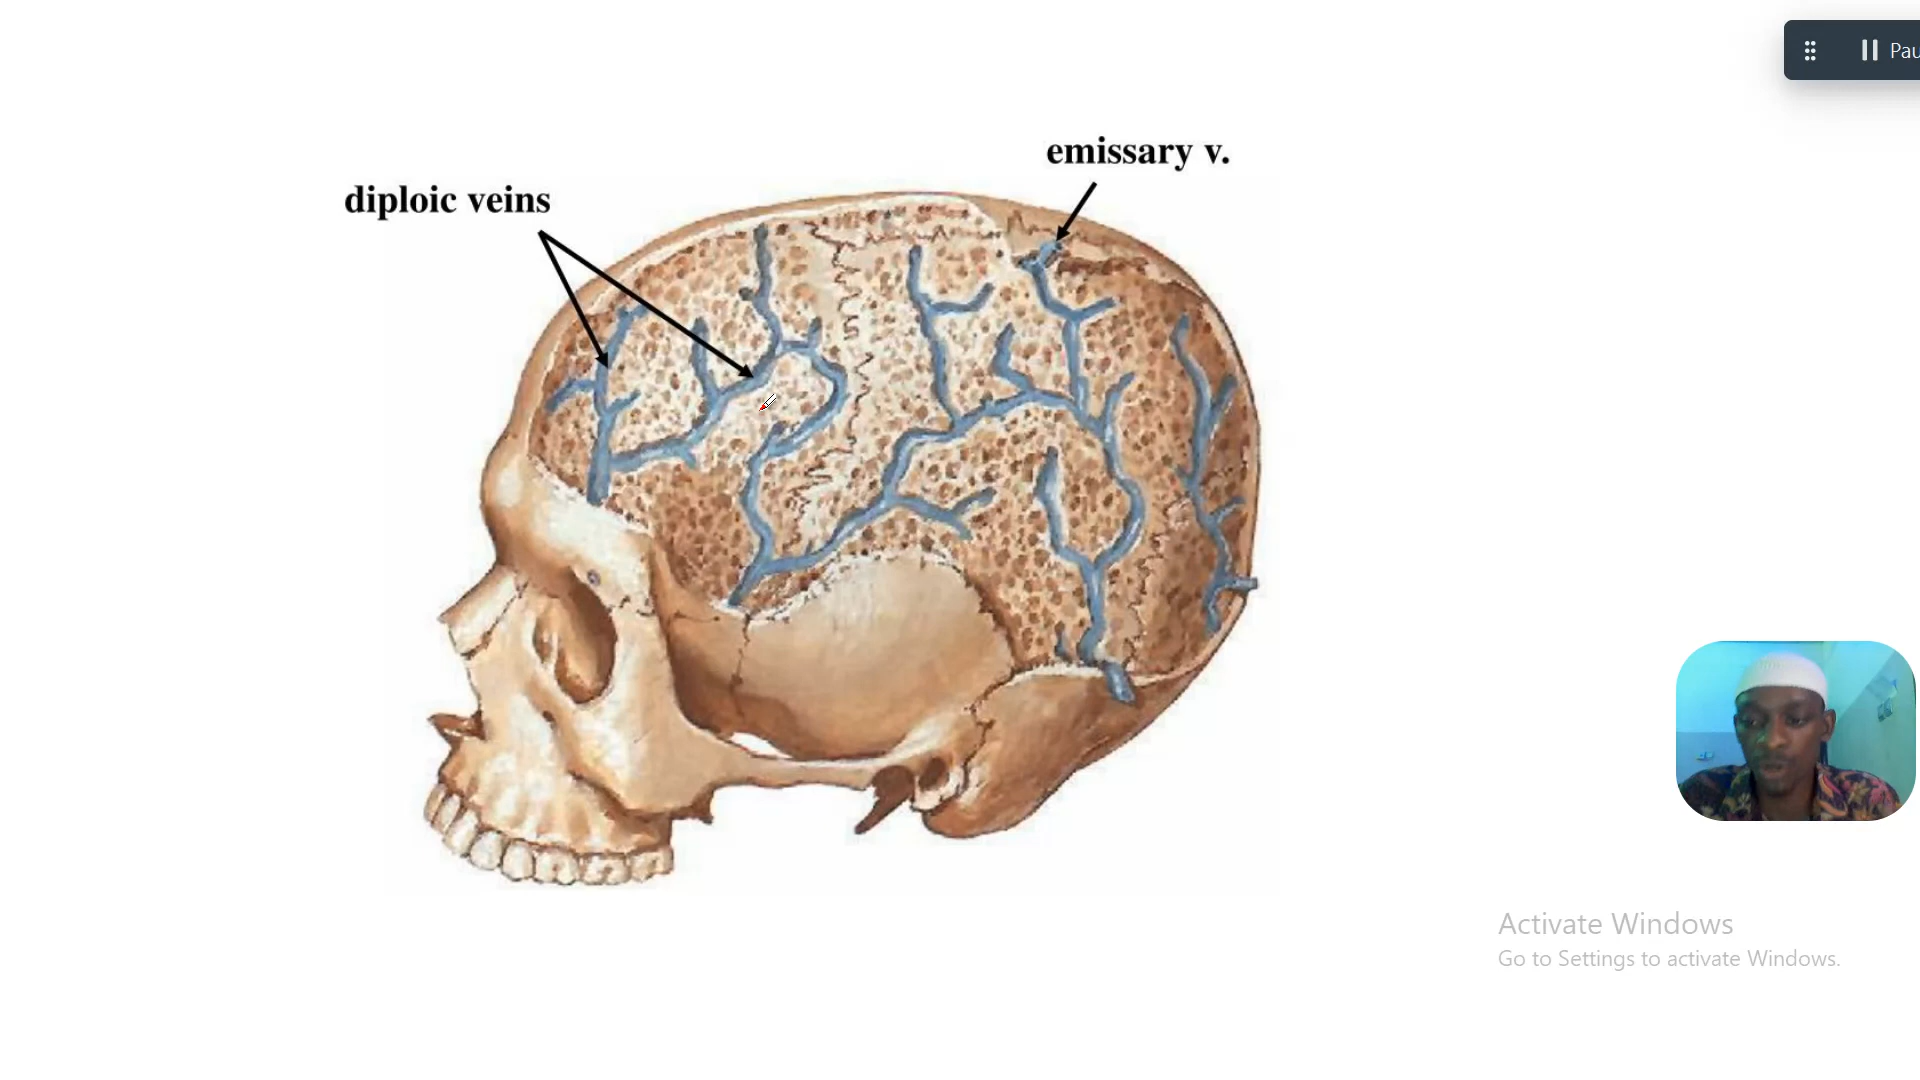 Pau
emissary v.
diploic veins
Activate Windows
Go to Settings to activate Windows.